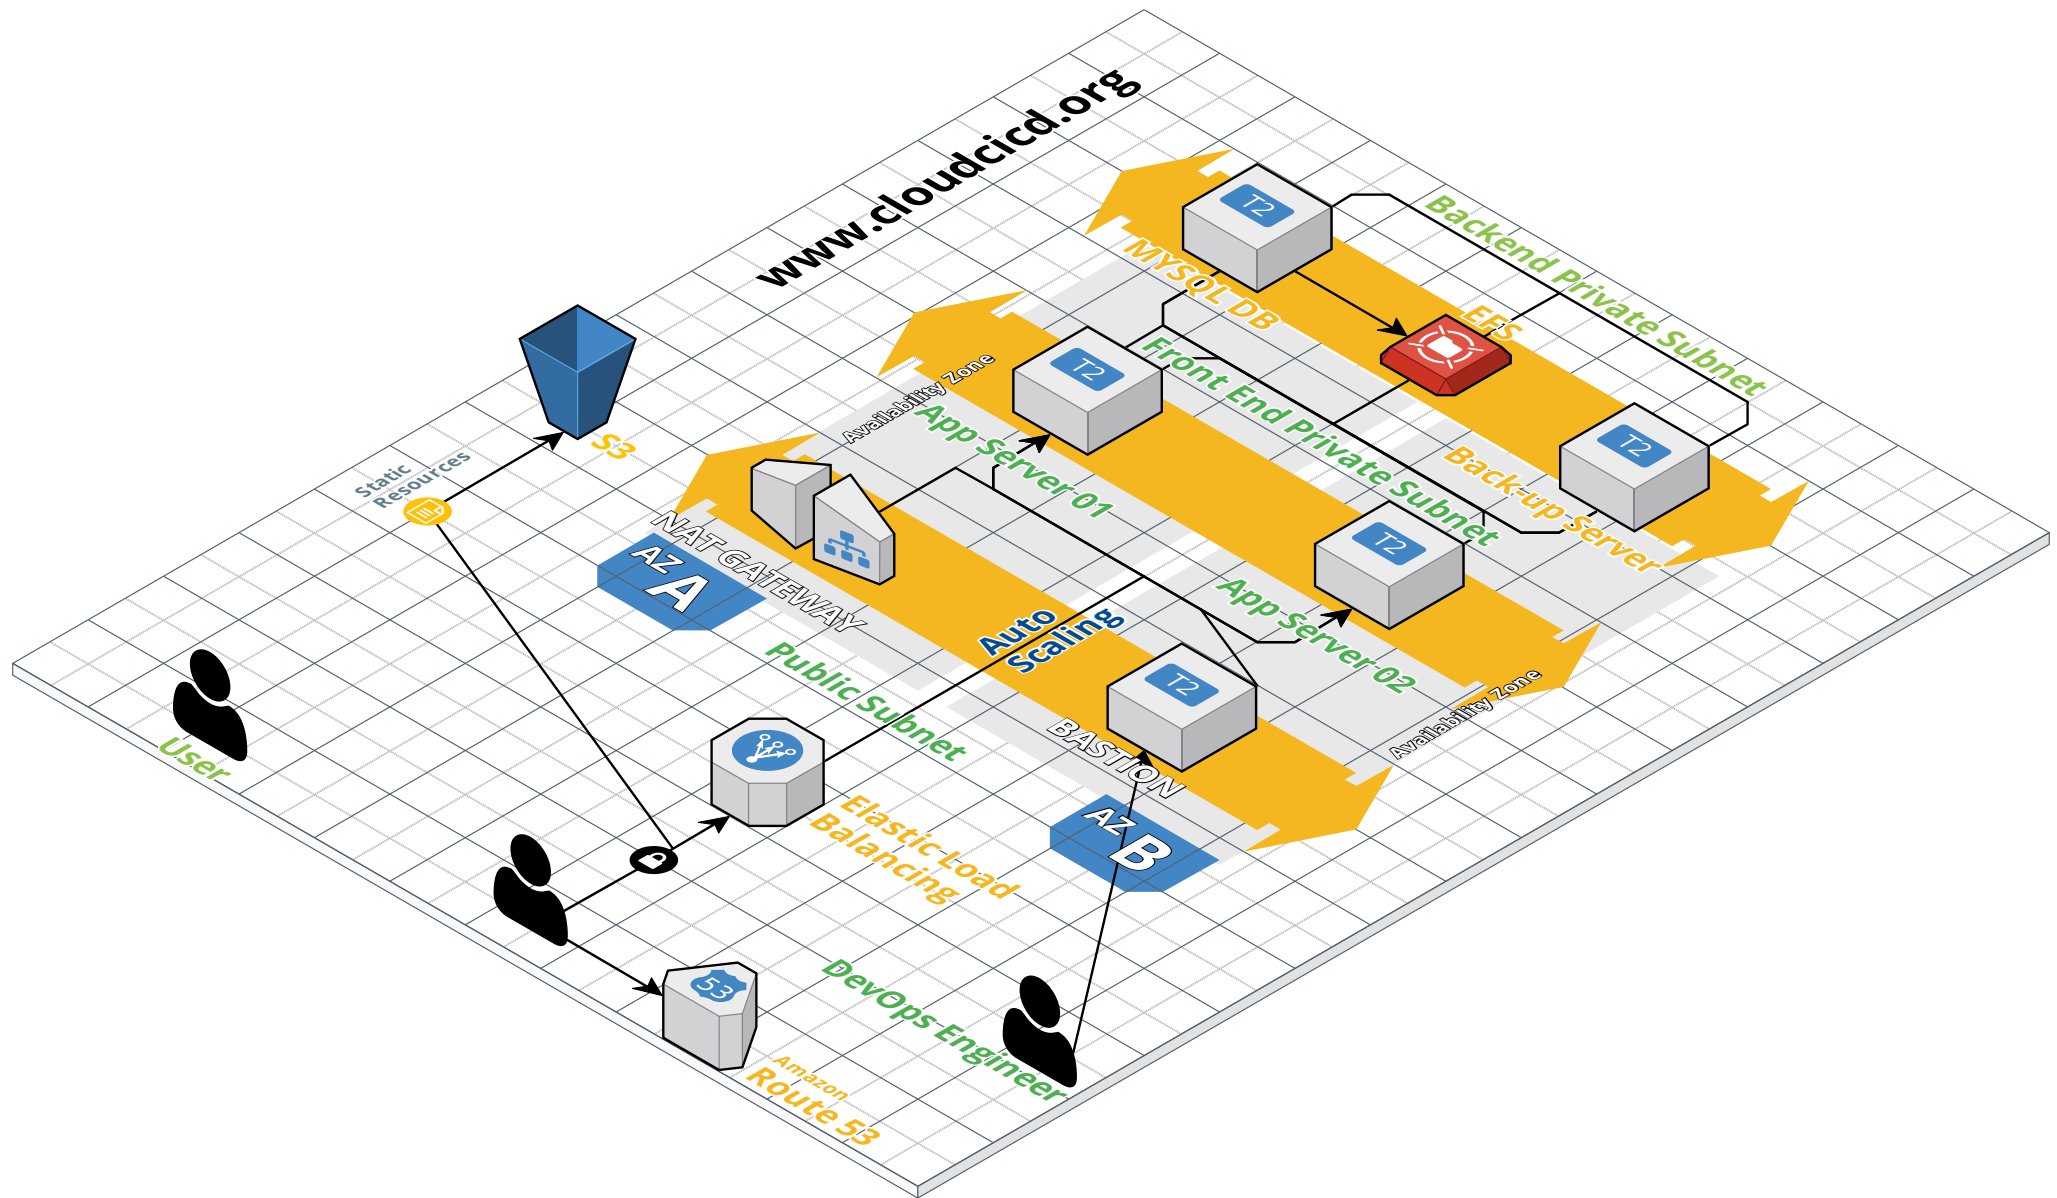 www.cloudcicd.org
T2
Backend Private Subnet
MYSQL DB
EFS
T2
Front End Private Subnet
Availability Zone
App Server 01
T2
Back-up Server
S3
Static
Resources
T2
NAT GATEWAY
AZ
A
App Server 02
Auto
Scaling
Public Subnet
T2
Availability Zone
BASTION
User
Elastic Load
Balancing
AZ
B
53
DevOps Engineer
Amazon
Route 53